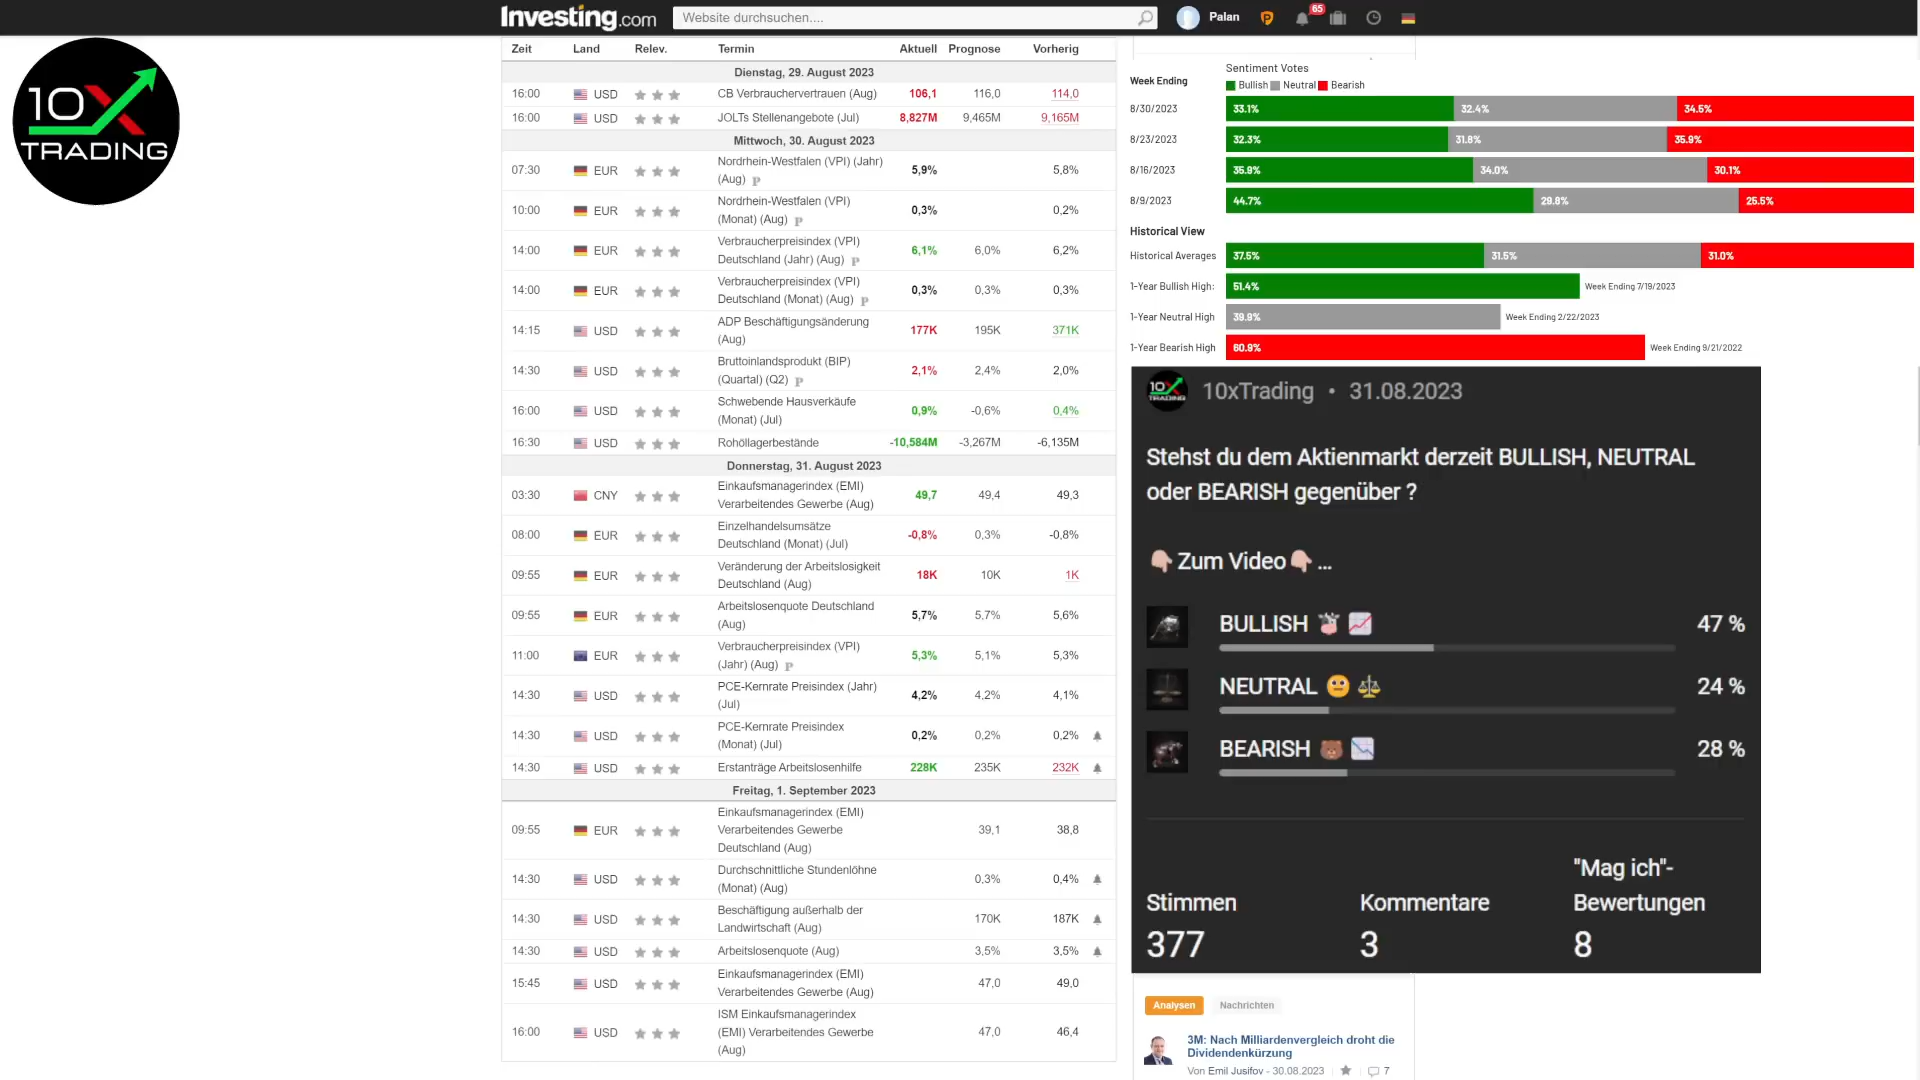 Investing.com
Website durchsuchen....
Palan
65
10X
TRADING
Zeit Land Relev. Termin Aktuell Prognose Vorherig
Dienstag, 29. August 2023
16:00 USD CB Verbrauchervertrauen (Aug) 106,1 116,0 114,0
16:00 USD JOLTs Stellenangebote (Jul) 8,827M 9,465M 9,165M
Mittwoch, 30. August 2023
07:30 EUR Nordrhein-Westfalen (VPI) (Jahr)
(Aug) P 5,9% 5,8%
10:00 EUR Nordrhein-Westfalen (VPI)
(Monat) (Aug) P 0,3% 0,2%
14:00 EUR Verbraucherpreisindex (VPI)
Deutschland (Jahr) (Aug) P 6,1% 6,0% 6,2%
14:00 EUR Verbraucherpreisindex (VPI)
Deutschland (Monat) (Aug) P 0,3% 0,3% 0,3%
14:15 USD ADP Beschäftigungsänderung
(Aug) 177K 195K 371K
14:30 USD Bruttoinlandsprodukt (BIP)
(Quartal) (Q2) P 2,1% 2,4% 2,0%
16:00 USD Schwebende Hausverkäufe
(Monat) (Jul) 0,9% -0,6% 0,4%
16:30 USD Rohöllagerbestände -10,584M -3,267M -6,135M
Donnerstag, 31. August 2023
03:30 CNY Einkaufsmanagerindex (EMI)
Verarbeitendes Gewerbe (Aug) 49,7 49,4 49,3
08:00 EUR Einzelhandelsumsätze
Deutschland (Monat) (Jul) -0,8% 0,3% -0,8%
09:55 EUR Veränderung der Arbeitslosigkeit
Deutschland (Aug) 18K 10K 1K
09:55 EUR Arbeitslosenquote Deutschland
(Aug) 5,7% 5,7% 5,6%
11:00 EUR Verbraucherpreisindex (VPI)
(Jahr) (Aug) P 5,3% 5,1% 5,3%
14:30 USD PCE-Kernrate Preisindex (Jahr)
(Jul) 4,2% 4,2% 4,1%
14:30 USD PCE-Kernrate Preisindex
(Monat) (Jul) 0,2% 0,2% 0,2%
14:30 USD Erstanträge Arbeitslosenhilfe 228K 235K 232K
Freitag, 1. September 2023
09:55 EUR Einkaufsmanagerindex (EMI)
Verarbeitendes Gewerbe
Deutschland (Aug) 39,1 38,8
14:30 USD Durchschnittliche Stundenlöhne
(Monat) (Aug) 0,3% 0,4%
14:30 USD Beschäftigung außerhalb der
Landwirtschaft (Aug) 170K 187K
14:30 USD Arbeitslosenquote (Aug) 3,5% 3,5%
15:45 USD Einkaufsmanagerindex (EMI)
Verarbeitendes Gewerbe (Aug) 47,0 49,0
16:00 USD ISM Einkaufsmanagerindex
(EMI) Verarbeitendes Gewerbe
(Aug) 47,0 46,4
Sentiment Votes
Week Ending
Bullish Neutral Bearish
8/30/2023 33.1% 32.4% 34.5%
8/23/2023 32.3% 31.8% 35.9%
8/16/2023 35.9% 34.0% 30.1%
8/9/2023 44.7% 29.8% 25.5%
Historical View
Historical Averages 37.5% 31.5% 31.0%
1-Year Bullish High: 51.4% Week Ending 7/19/2023
1-Year Neutral High 39.9% Week Ending 2/22/2023
1-Year Bearish High 60.9% Week Ending 9/21/2022
10X
TRADING
10xTrading • 31.08.2023
Stehst du dem Aktienmarkt derzeit BULLISH, NEUTRAL
oder BEARISH gegenüber ?
👇Zum Video👇...
BULLISH 🐮 📈 47 %
NEUTRAL 😐 ⚖️ 24 %
BEARISH 🐻 📉 28 %
Stimmen
377
Kommentare
3
"Mag ich"-
Bewertungen
8
Analysen Nachrichten
3M: Nach Milliardenvergleich droht die
Dividendenkürzung
Von Emil Jusifov - 30.08.2023 7